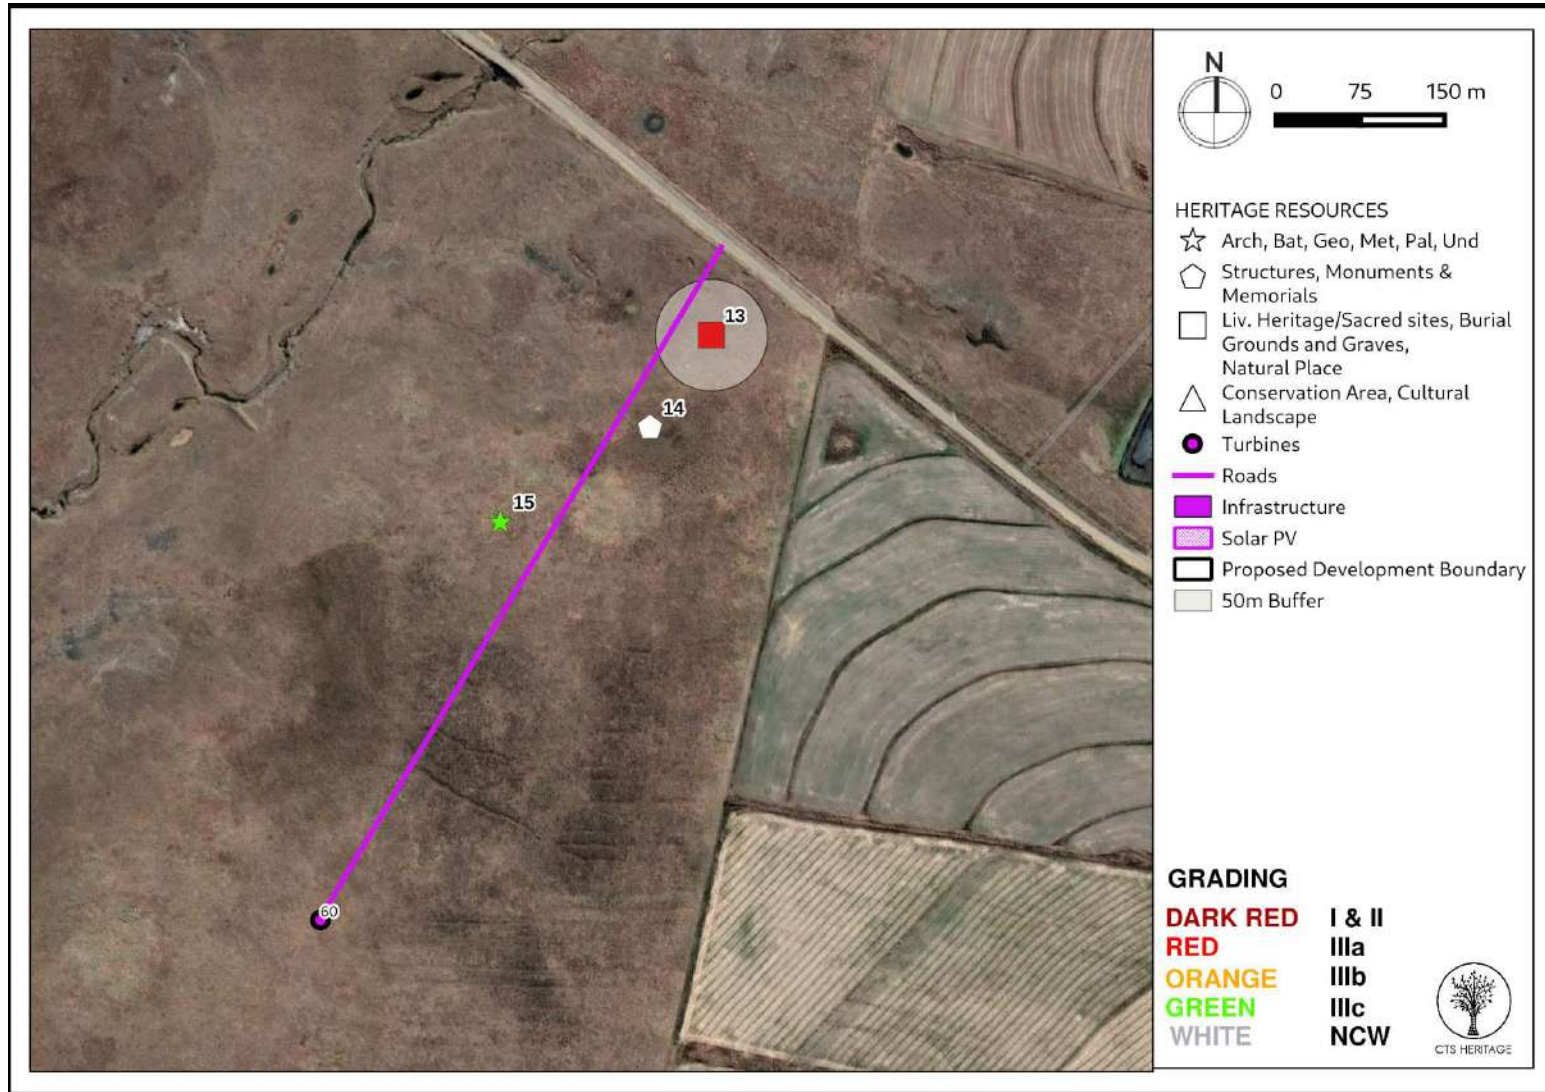 N
0 75 150 m
HERITAGE RESOURCES
Arch, Bat, Geo, Met, Pal, Und
Structures, Monuments &
Memorials
Liv. Heritage/Sacred sites, Burial
Grounds and Graves,
Natural Place
Conservation Area, Cultural
Landscape
Turbines
Roads
Infrastructure
Solar PV
Proposed Development Boundary
50m Buffer
13
14
15
60
GRADING
DARK RED I & II
RED IIIa
ORANGE IIIb
GREEN IIIc
WHITE NCW
CTS HERITAGE